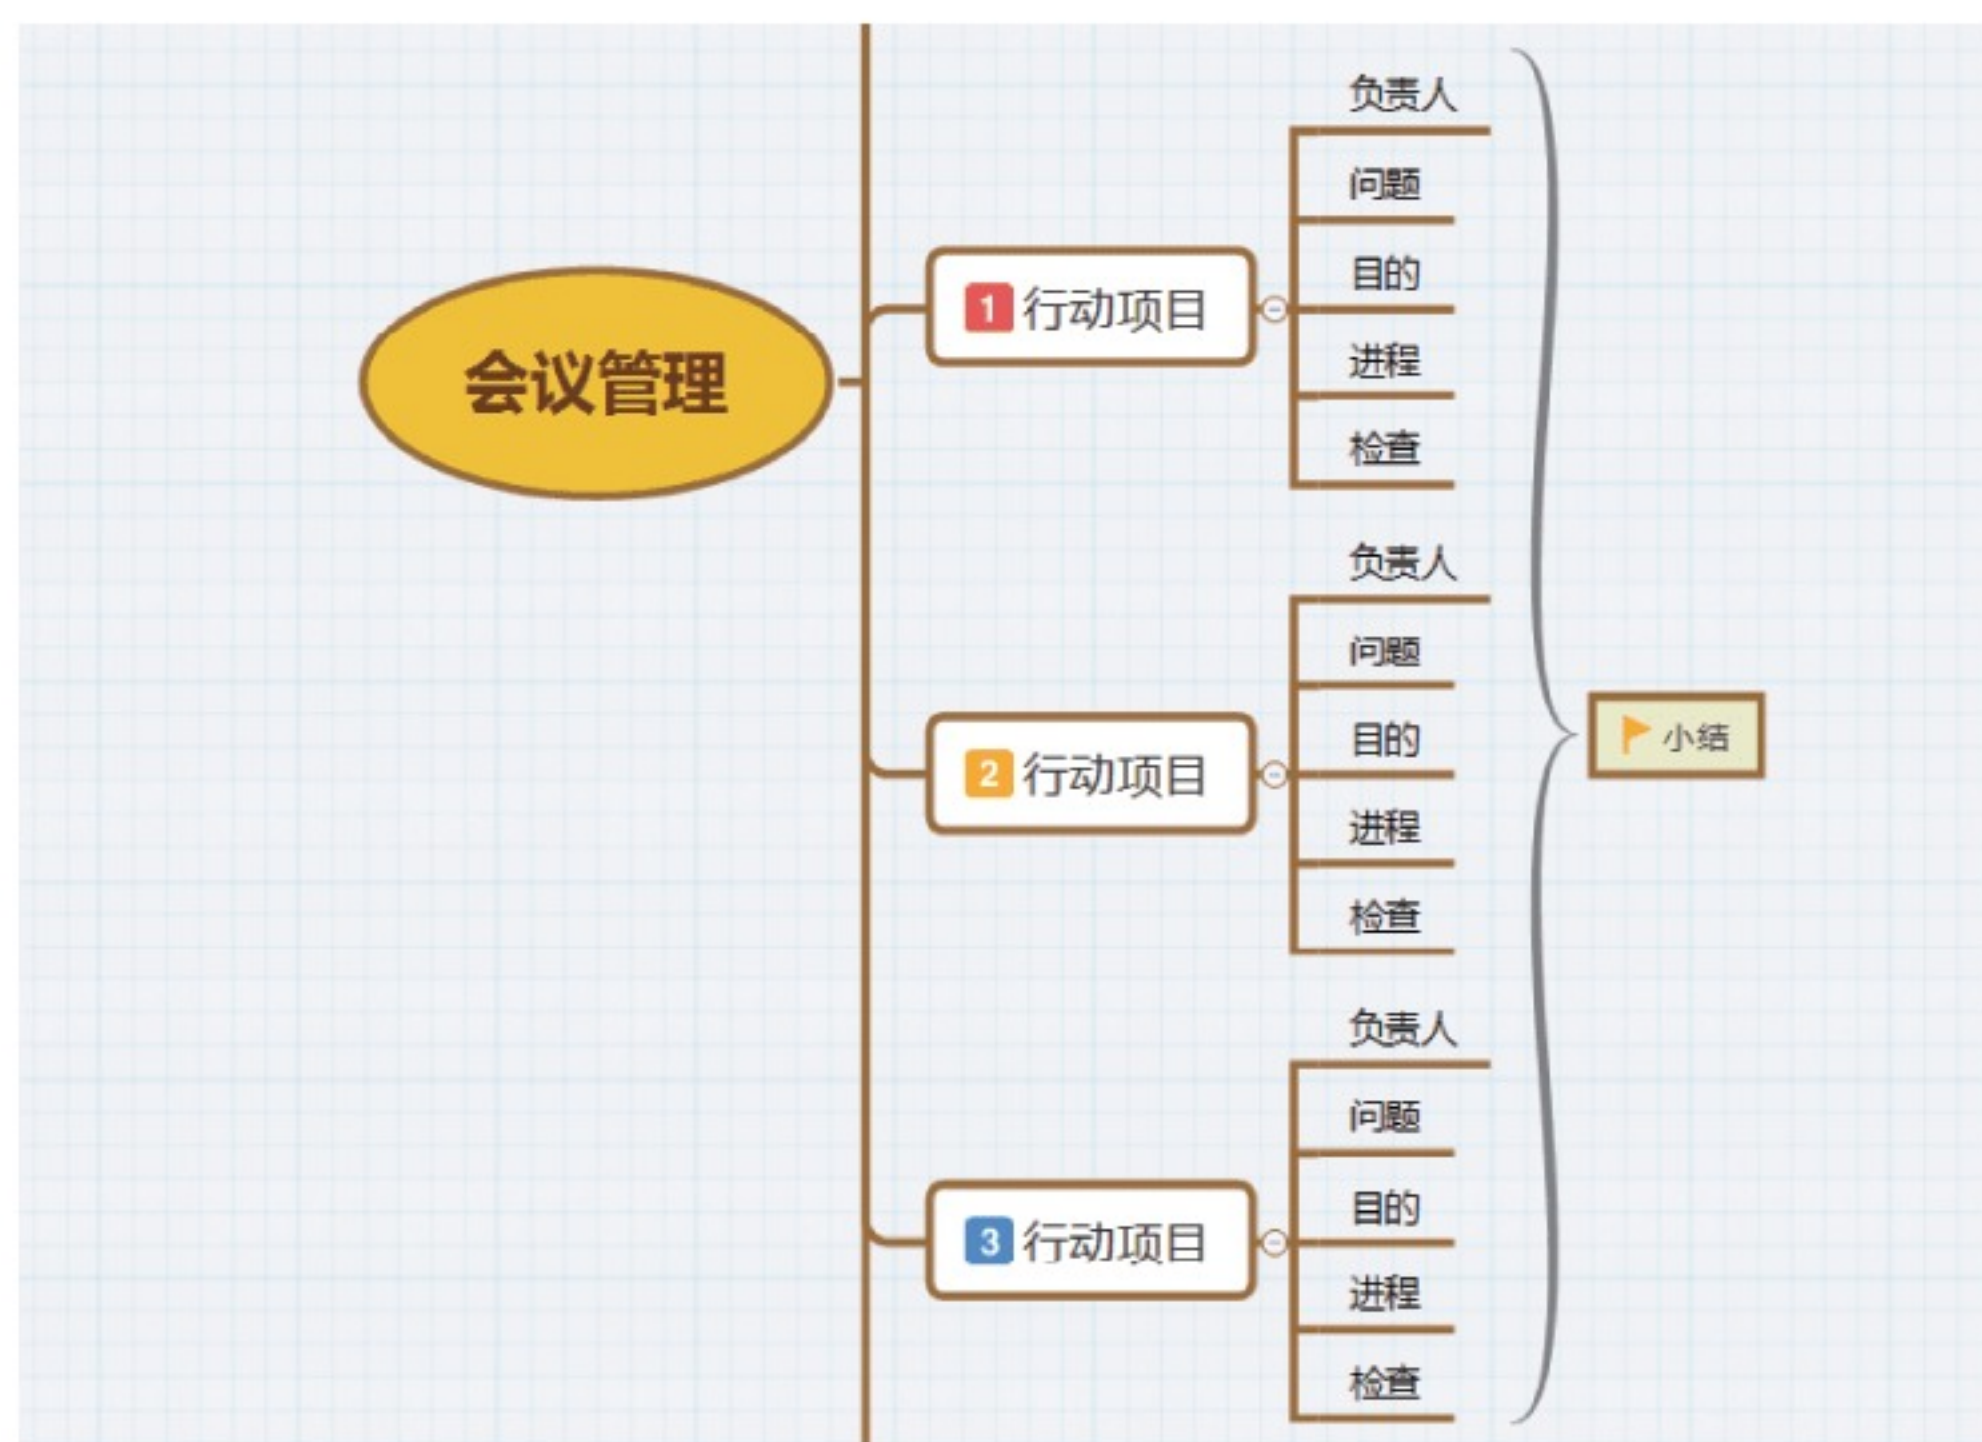 会议管理
1 行动项目
负责人
问题
目的
进程
检查
2 行动项目
负责人
问题
目的
进程
检查
3 行动项目
负责人
问题
目的
进程
检查
小结